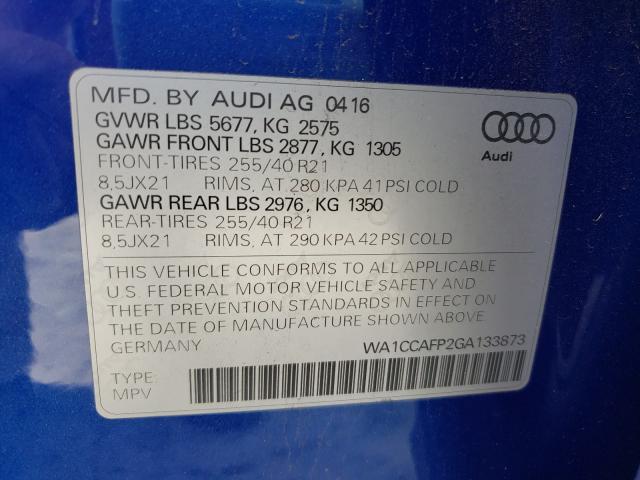 MFD. BY AUDI AG 04 16
GVWR LBS 5677, KG 2575
GAWR FRONT LBS 2877, KG 1305
FRONT-TIRES 255/40 R21
8,5JX21 RIMS, AT 280 KPA 41 PSI COLD
GAWR REAR LBS 2976, KG 1350
REAR-TIRES 255/40 R21
8,5JX21 RIMS, AT 290 KPA 42 PSI COLD
Audi
THIS VEHICLE CONFORMS TO ALL APPLICABLE
U.S. FEDERAL MOTOR VEHICLE SAFETY AND
THEFT PREVENTION STANDARDS IN EFFECT ON
THE DATE OF MANUFACTURE SHOWN ABOVE.
GERMANY
WA1CCAFP2GA133873
TYPE:
MPV